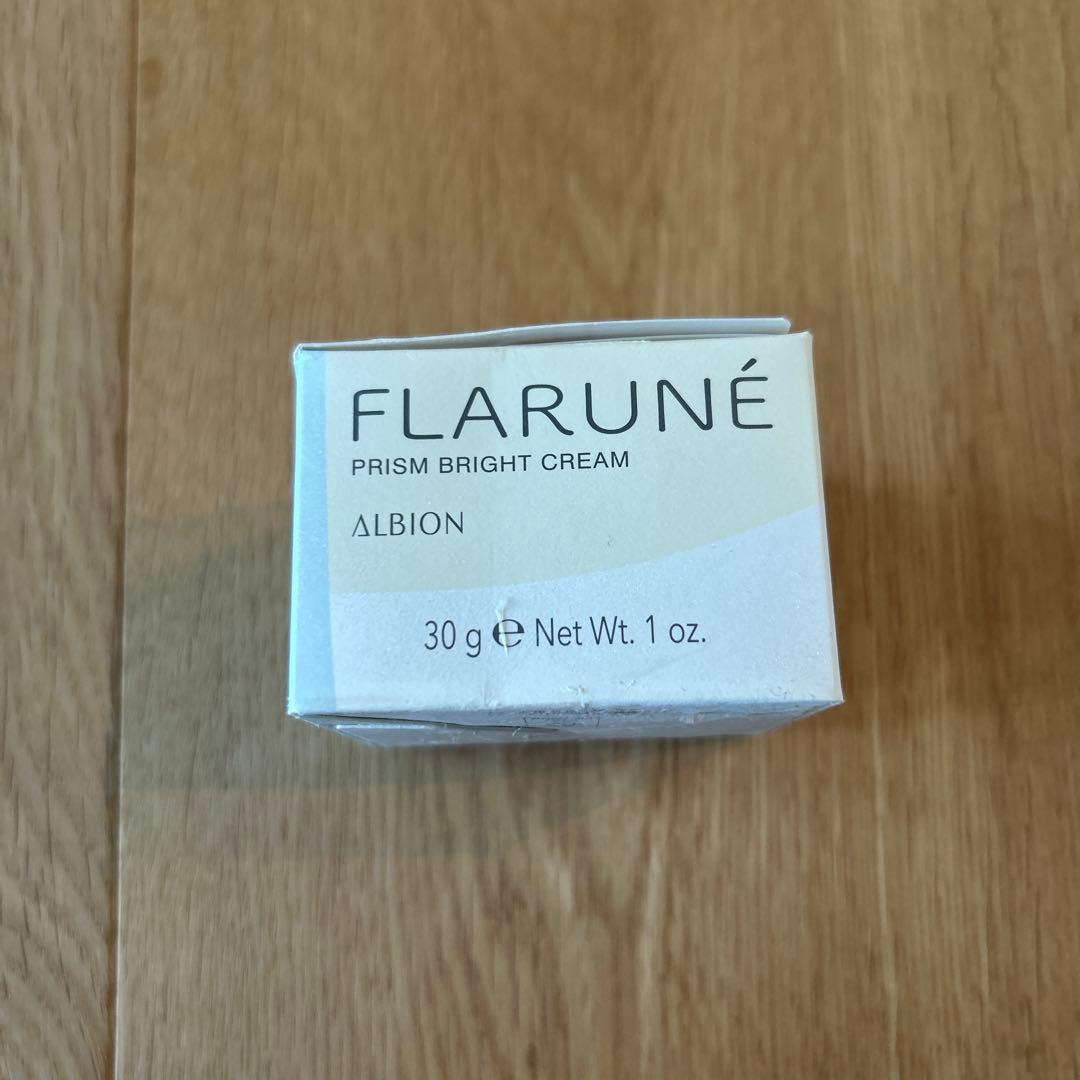 FLARUNÉ
PRISM BRIGHT CREAM
ALBION
30 g ℮ Net Wt. 1 oz.